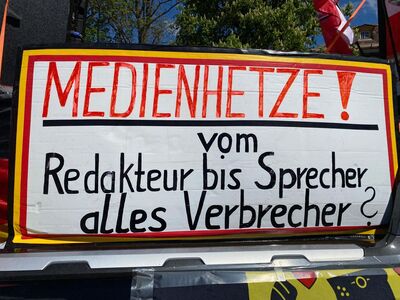 MEDIENHETZE!
vom
Redakteur bis Sprecher
alles Verbrecher?